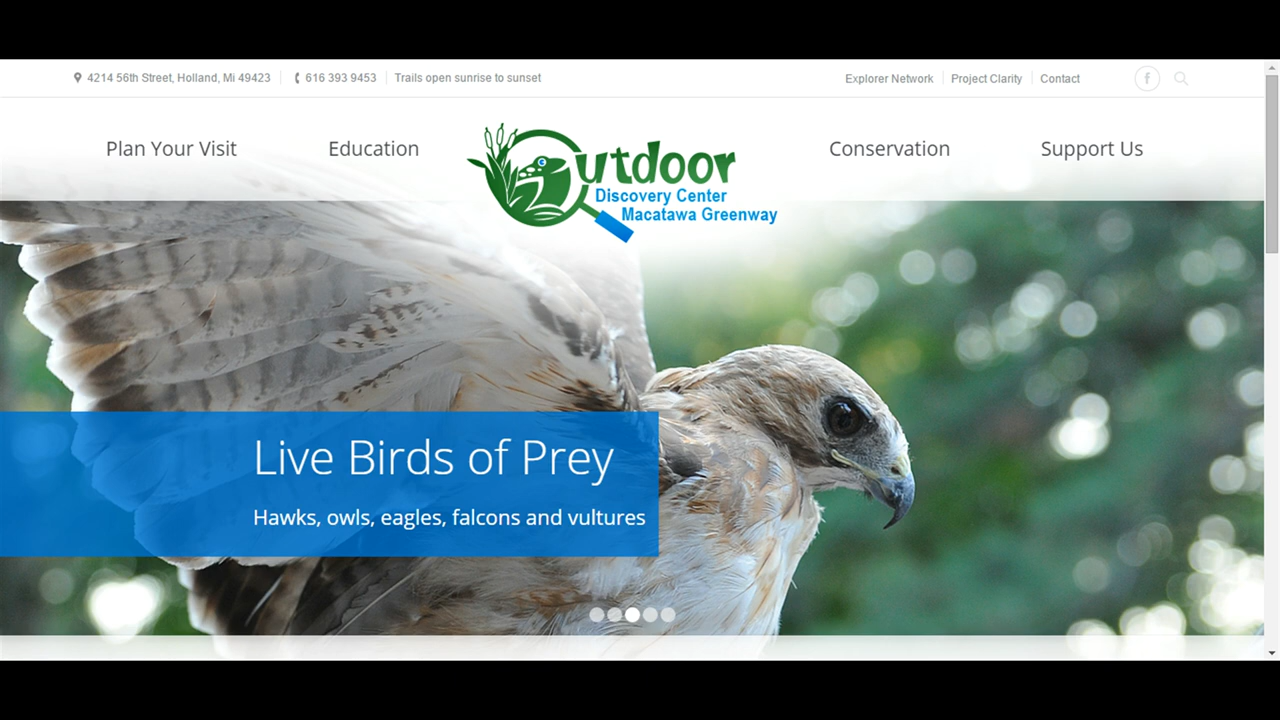 4214 56th Street, Holland, Mi 49423
616 393 9453
Trails open sunrise to sunset
Explorer Network
Project Clarity
Contact
f
Plan Your Visit
Education
Outdoor
Discovery Center
Macatawa Greenway
Conservation
Support Us
Live Birds of Prey
Hawks, owls, eagles, falcons and vultures